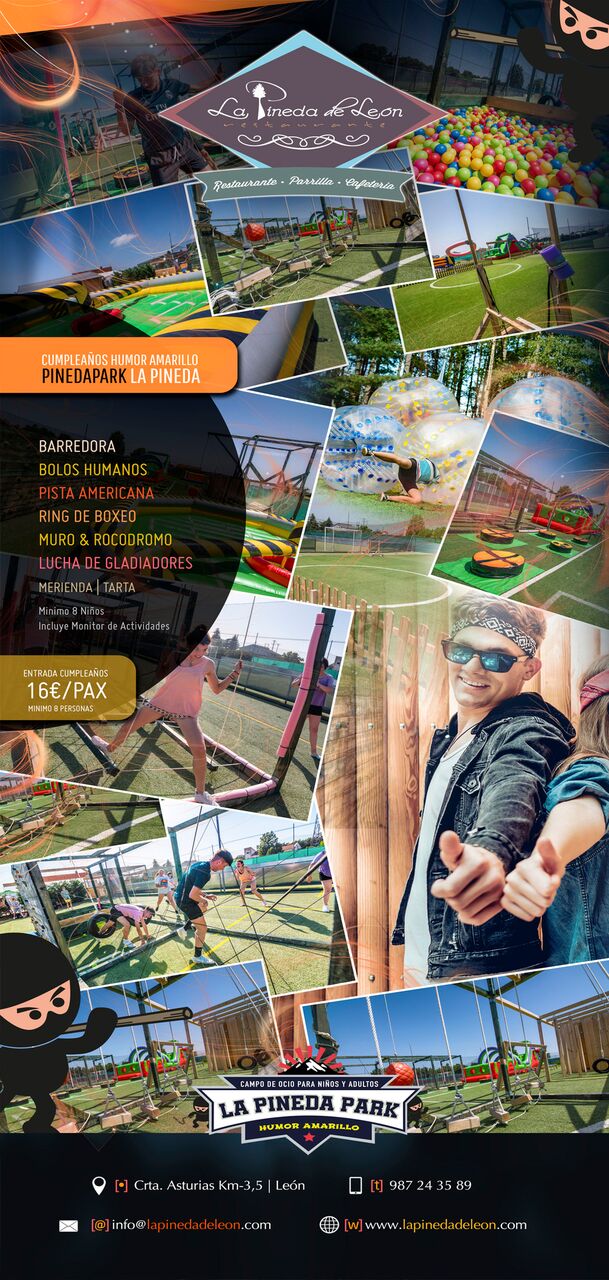 La Pineda de León
restaurante
Restaurante • Parrilla • Cafetería
CUMPLEAÑOS HUMOR AMARILLO
PINEDAPARK LA PINEDA
BARREDORA
BOLOS HUMANOS
PISTA AMERICANA
RING DE BOXEO
MURO & ROCODROMO
LUCHA DE GLADIADORES
MERIENDA | TARTA
Minimo 8 Niños
Incluye Monitor de Actividades
ENTRADA CUMPLEAÑOS
16€/PAX
MINIMO 8 PERSONAS
CAMPO DE OCIO PARA NIÑOS Y ADULTOS
LA PINEDA PARK
HUMOR AMARILLO
[•] Crta. Asturias Km-3,5 | León
[t] 987 24 35 89
[@] info@lapinedadeleon.com
[w] www.lapinedadeleon.com